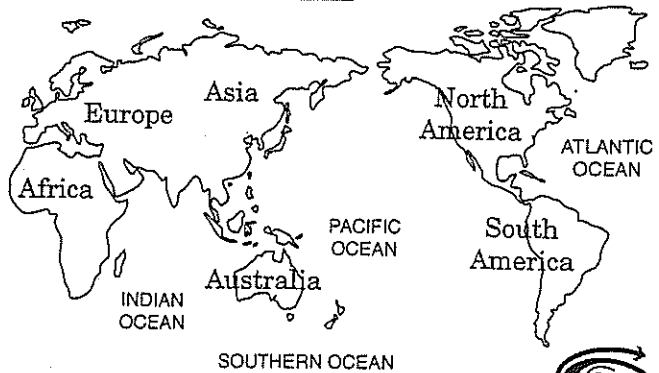 Asia
Europe
North
America
ATLANTIC
OCEAN
Africa
PACIFIC
OCEAN
South
America
Australia
INDIAN
OCEAN
SOUTHERN OCEAN